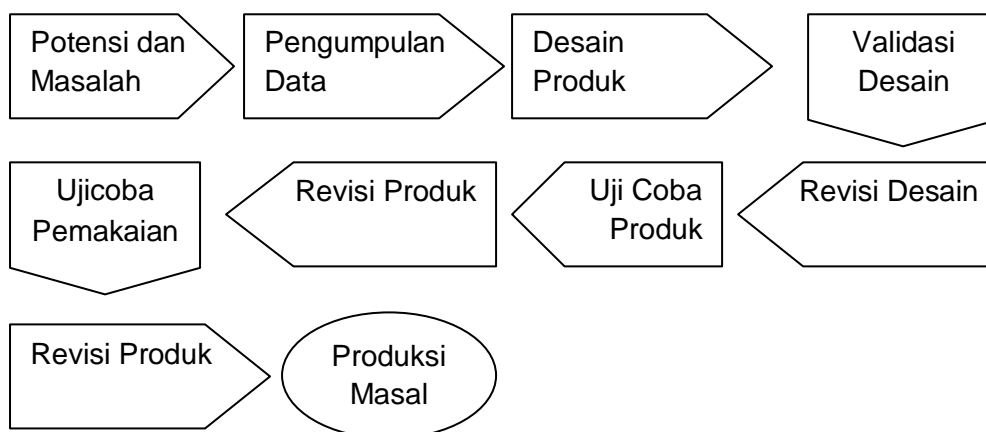 Potensi dan
Masalah
Pengumpulan
Data
Desain
Produk
Validasi
Desain
Ujicoba
Pemakaian
Revisi Produk
Uji Coba
Produk
Revisi Desain
Revisi Produk
Produksi
Masal